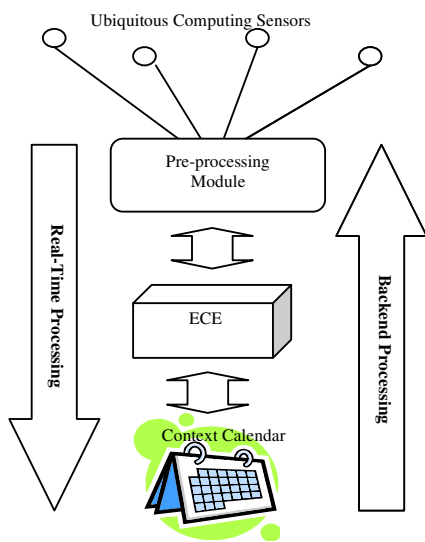 Ubiquitous Computing Sensors
Pre-processing
Module
Real-Time Processing
Backend Processing
ECE
Context Calendar